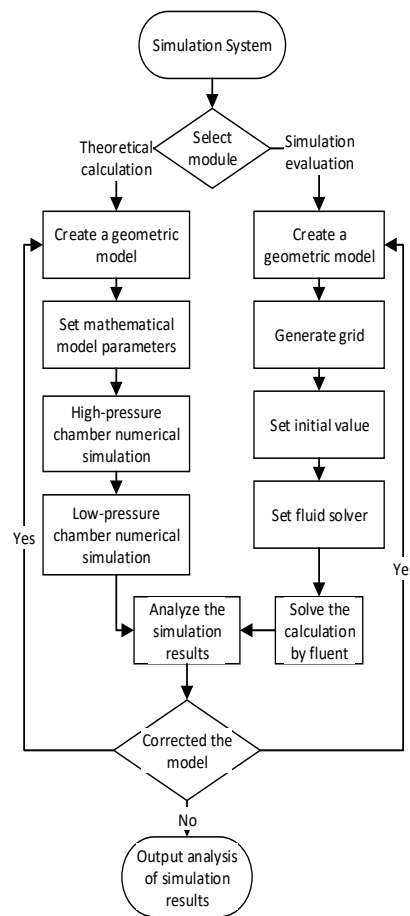 Simulation System
Select
module
Theoretical
calculation
Simulation
evaluation
Create a geometric
model
Create a
geometric model
Set mathematical
model parameters
Generate grid
High-pressure
chamber numerical
simulation
Set initial value
Low-pressure
chamber numerical
simulation
Set fluid solver
Yes
Yes
Analyze the
simulation
results
Solve the
calculation
by fluent
Corrected the
model
No
Output analysis
of simulation
results